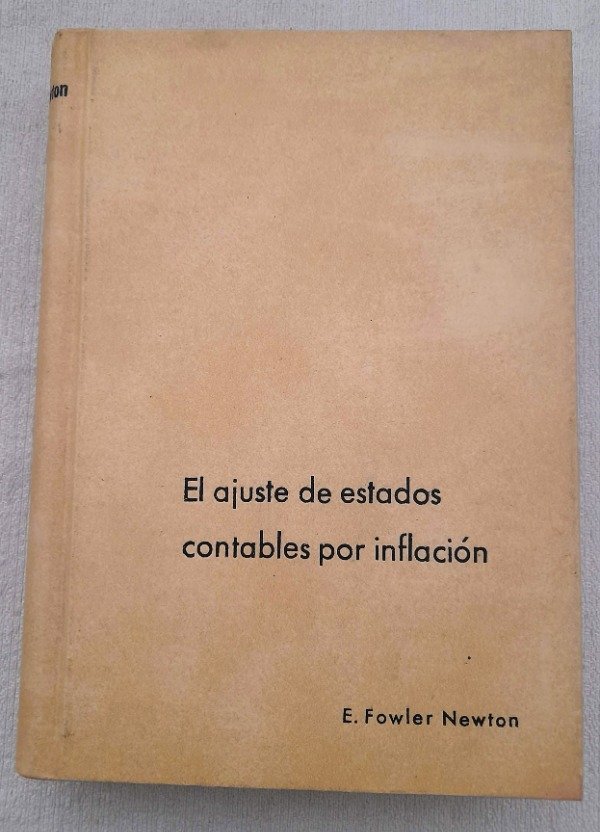 El ajuste de estados
contables por inflación
E. Fowler Newton